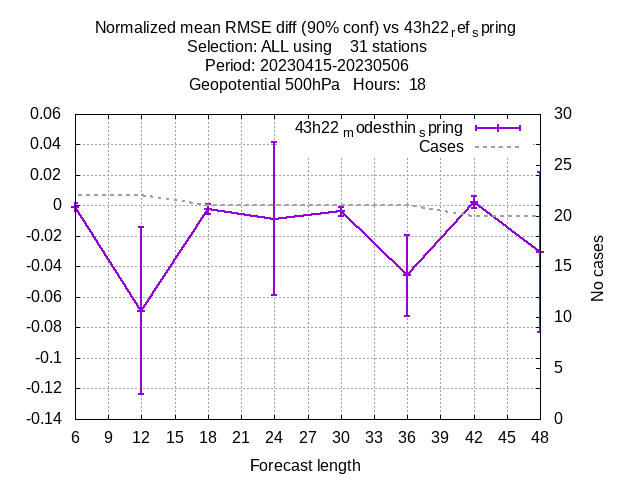 Normalized mean RMSE diff (90% conf) vs 43h22refspring
Selection: ALL using 31 stations
Period: 20230415-20230506
Geopotential 500hPa Hours: 18
43h22modesthinspring
Cases
0.06
0.04
0.02
0
-0.02
-0.04
-0.06
-0.08
-0.1
-0.12
-0.14
30
25
20
15
10
5
0
No cases
6 9 12 15 18 21 24 27 30 33 36 39 42 45 48
Forecast length